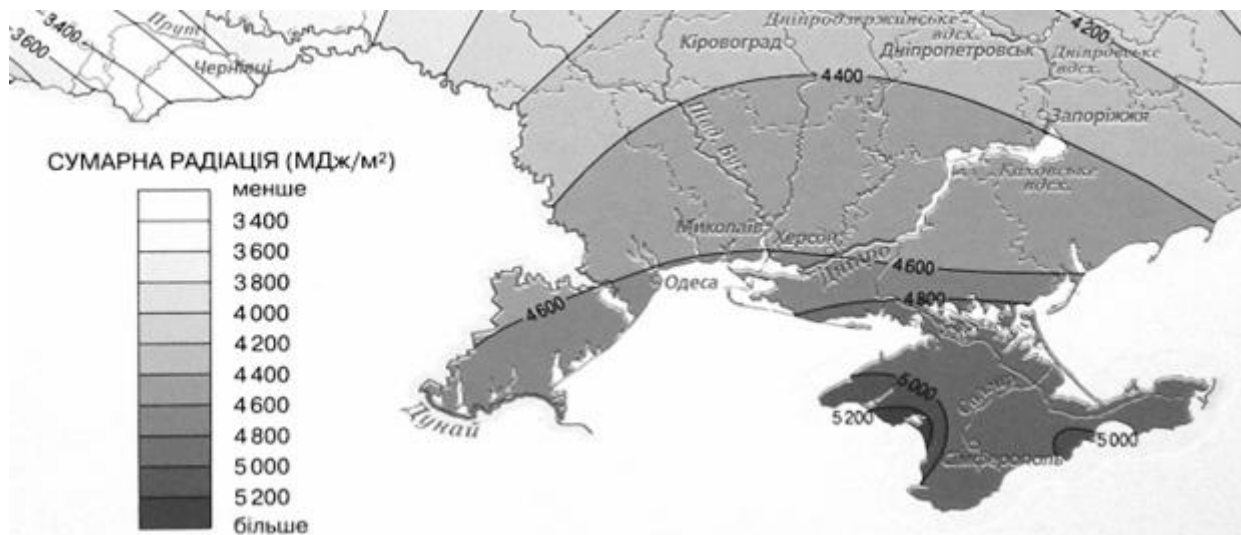 3400
3600
Прут
Чернівці
Кіровоград
Дніпродзержинське
вдсх.
Дніпропетровськ
4200
Дніпровське
вдсх.
4400
Запоріжжя
Півд. Буг
Каховське
вдсх.
Миколаїв
Херсон
Дніпро
4600
Одеса
4800
4600
Дунай
5000
5200
Салгир
Сімферополь
5000
СУМАРНА РАДІАЦІЯ (МДж/м²)
менше
3400
3600
3800
4000
4200
4400
4600
4800
5000
5200
більше